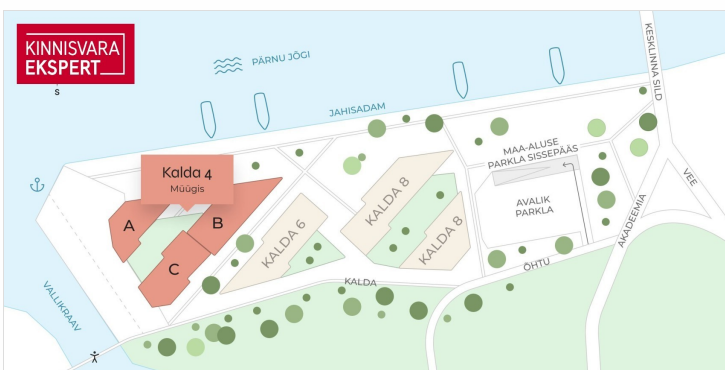 KINNISVARA
EKSPERT
S
PÄRNU JÕGI
JAHISADAM
KESKLINNA SILD
Kalda 4
Müügis
A
B
C
KALDA 6
KALDA 8
KALDA 8
MAA-ALUSE
PARKLA SISSEPÄÄS
AVALIK
PARKLA
AKADEEMIA
VEE
ÕHTU
KALDA
VALLIKRAAV